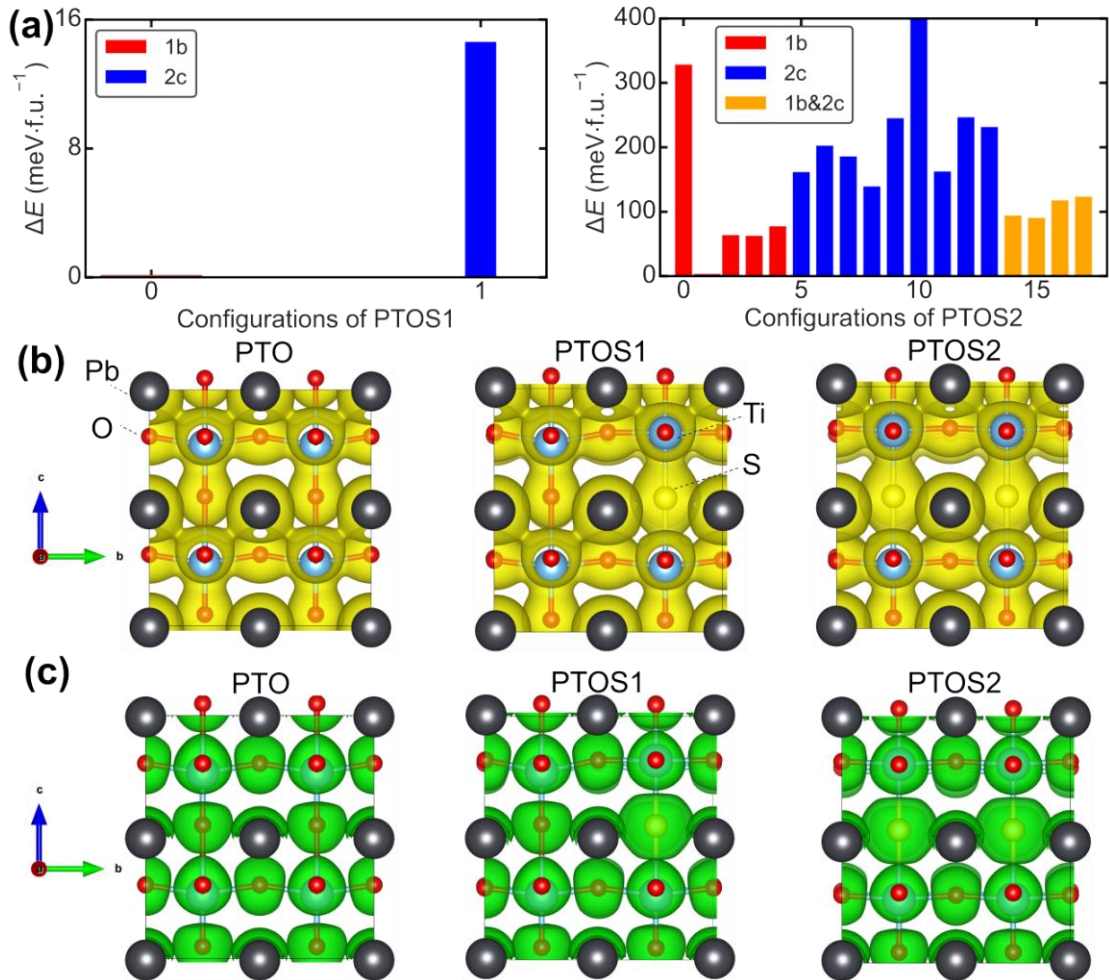 (a)
16
8
0
ΔE (meV·f.u.⁻¹)
1b
2c
0 1
Configurations of PTOS1
400
300
200
100
0
ΔE (meV·f.u.⁻¹)
1b
2c
1b&2c
0 5 10 15
Configurations of PTOS2
(b)
PTO PTOS1 PTOS2
Pb
O
Ti
S
c
a
b
(c)
PTO PTOS1 PTOS2
c
a
b